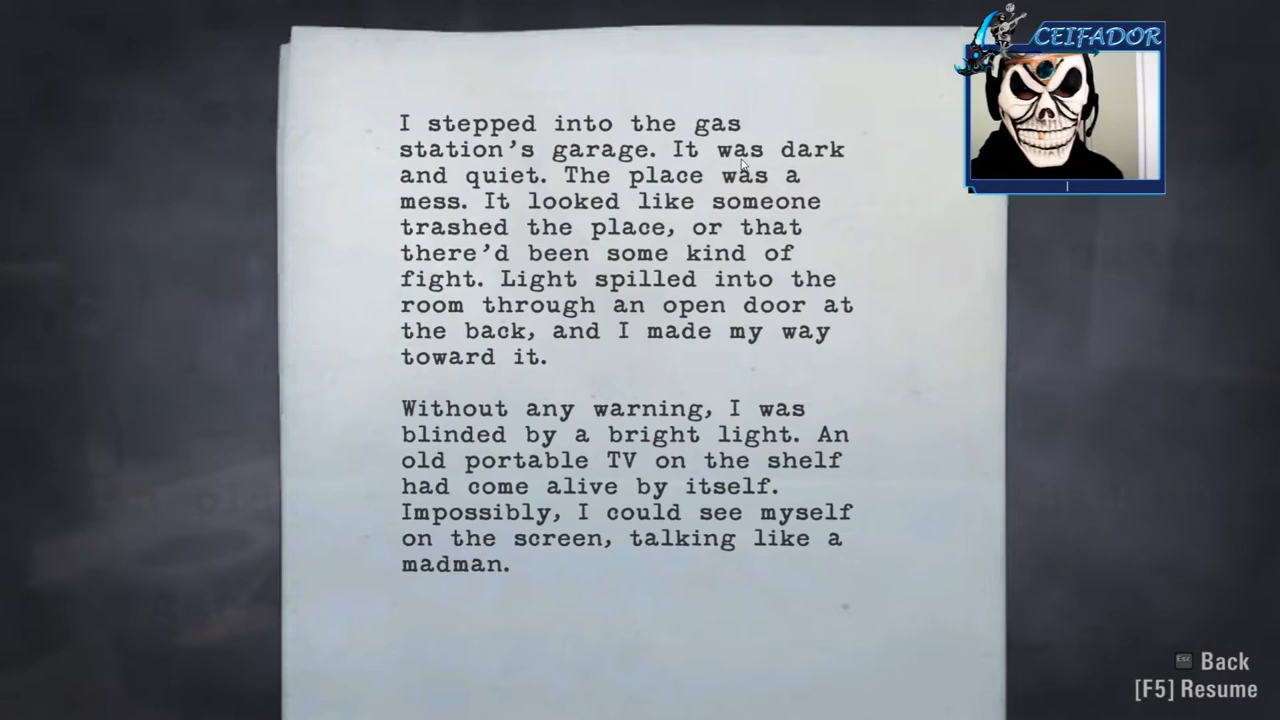 CEIFADOR
I stepped into the gas
station's garage. It was dark
and quiet. The place was a
mess. It looked like someone
trashed the place, or that
there'd been some kind of
fight. Light spilled into the
room through an open door at
the back, and I made my way
toward it.
Without any warning, I was
blinded by a bright light. An
old portable TV on the shelf
had come alive by itself.
Impossibly, I could see myself
on the screen, talking like a
madman.
Esc Back
[F5] Resume